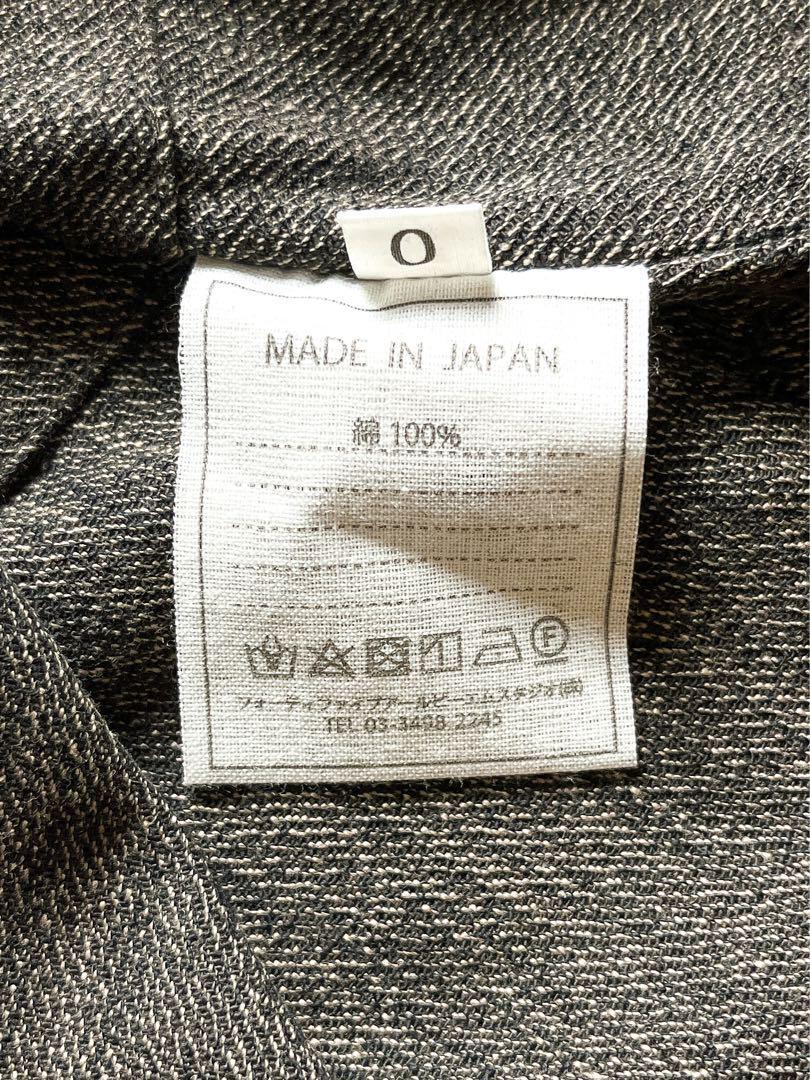 0
MADE IN JAPAN
綿 100%
F
フォーティファイブアールピーエムスタジオ(株)
TEL 03-3498 2245